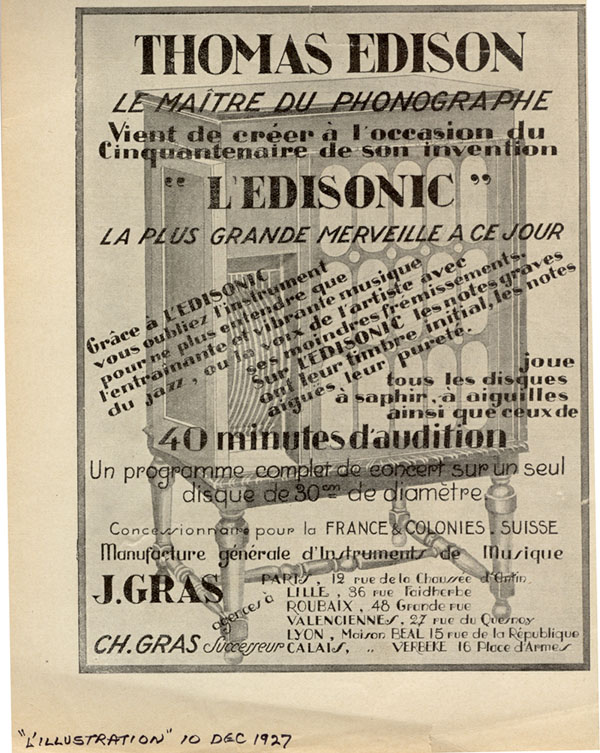 THOMAS EDISON
LE MAÎTRE DU PHONOGRAPHE
Vient de créer à l'occasion du
Cinquantenaire de son invention
" L'EDISONIC "
LA PLUS GRANDE MERVEILLE A CE JOUR
Grâce à L'EDISONIC
vous oubliez l'instrument
pour ne plus entendre que
l'entrainante et vibrante musique
du jazz, ou la voix de l'artiste avec
ses moindres frémissements.
Sur L'EDISONIC les notes graves
ont leur timbre initial, les notes
aiguës leur pureté.
joue
tous les disques
à saphir, à aiguilles
ainsi que ceux de
40 minutes d'audition
Un programme complet de concert sur un seul
disque de 30cm de diamètre.
Concessionnaire pour la FRANCE & COLONIES. SUISSE
Manufacture générale d'Instruments de Musique
J. GRAS
CH. GRAS Successeur
agences à
PARIS, 12 rue de la Chaussée d'Antin
LILLE, 36 rue Faidherbe
ROUBAIX, 48 Grande rue
VALENCIENNES, 27 rue du Quesnoy
LYON, Maison BEAL 15 rue de la République
CALAIS, ,, VERBEKE 16 Place d'Armes
"L'ILLUSTRATION" 10 DEC 1927